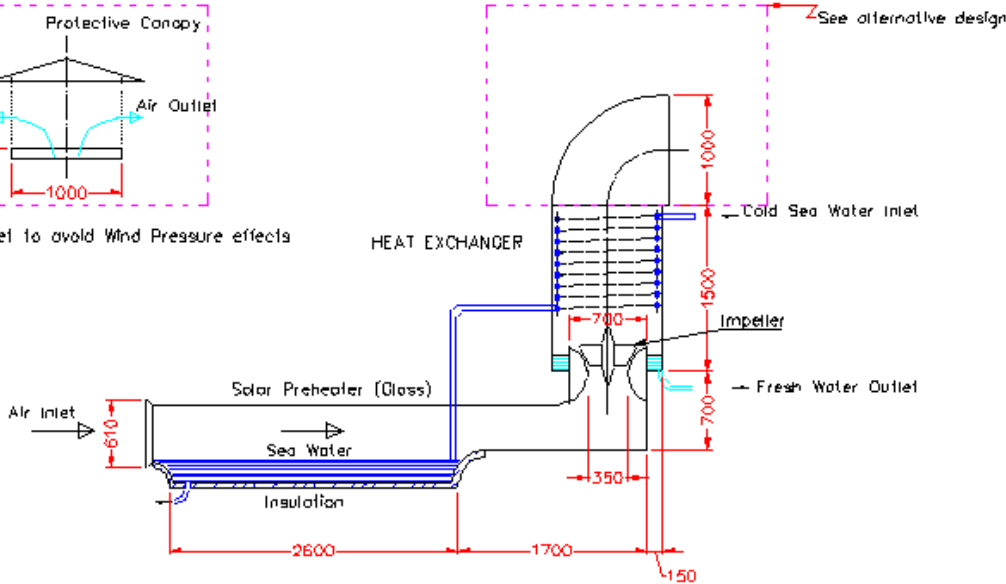 Protective Canopy
See alternative design
Air Outlet
1000
1000
Cold Sea Water Inlet
et to avoid Wind Pressure effects
HEAT EXCHANGER
1500
700
Impeller
Solar Preheater (Glass)
Fresh Water Outlet
Air Inlet
610
700
Sea Water
350
Insulation
2600
1700
150